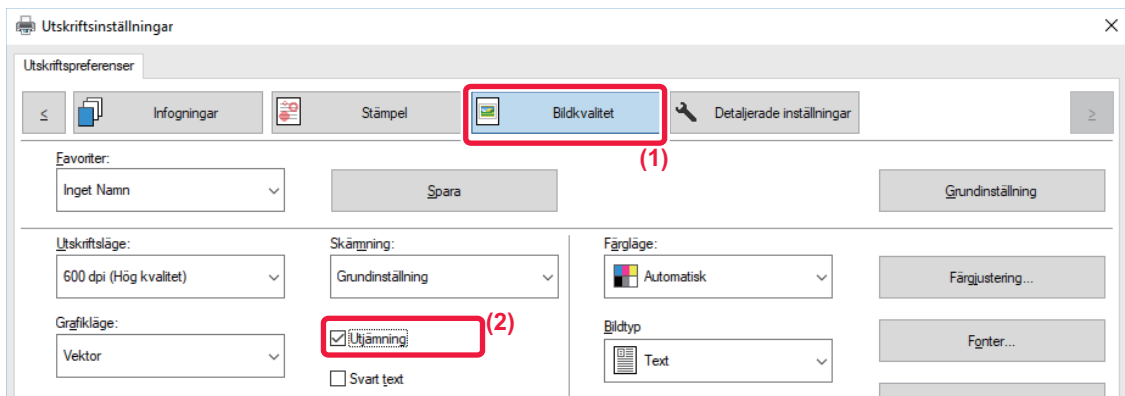 Utskriftsinställningar
Utskriftspreferenser
< Infogningar Stämpel Bildkvalitet Detaljerade inställningar >
(1)
Favoriter:
Inget Namn Spara Grundinställning
Utskriftsläge: Skärmning: Färgläge:
600 dpi (Hög kvalitet) Grundinställning Automatisk Färgjustering...
Grafikläge: (2) Bildtyp
Vektor Utjämning Text Fonter...
Svart text